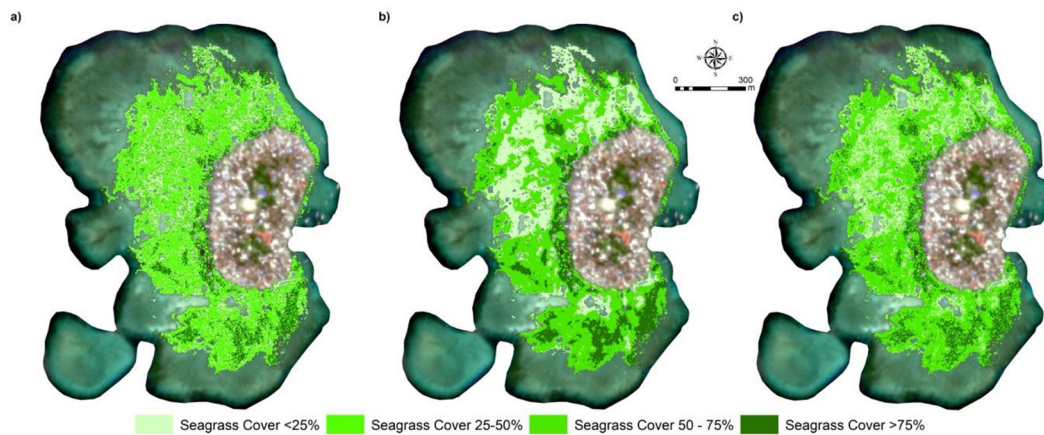 a)
b)
c)
N
W E
S
0 300
m
Seagrass Cover <25%
Seagrass Cover 25-50%
Seagrass Cover 50 - 75%
Seagrass Cover >75%